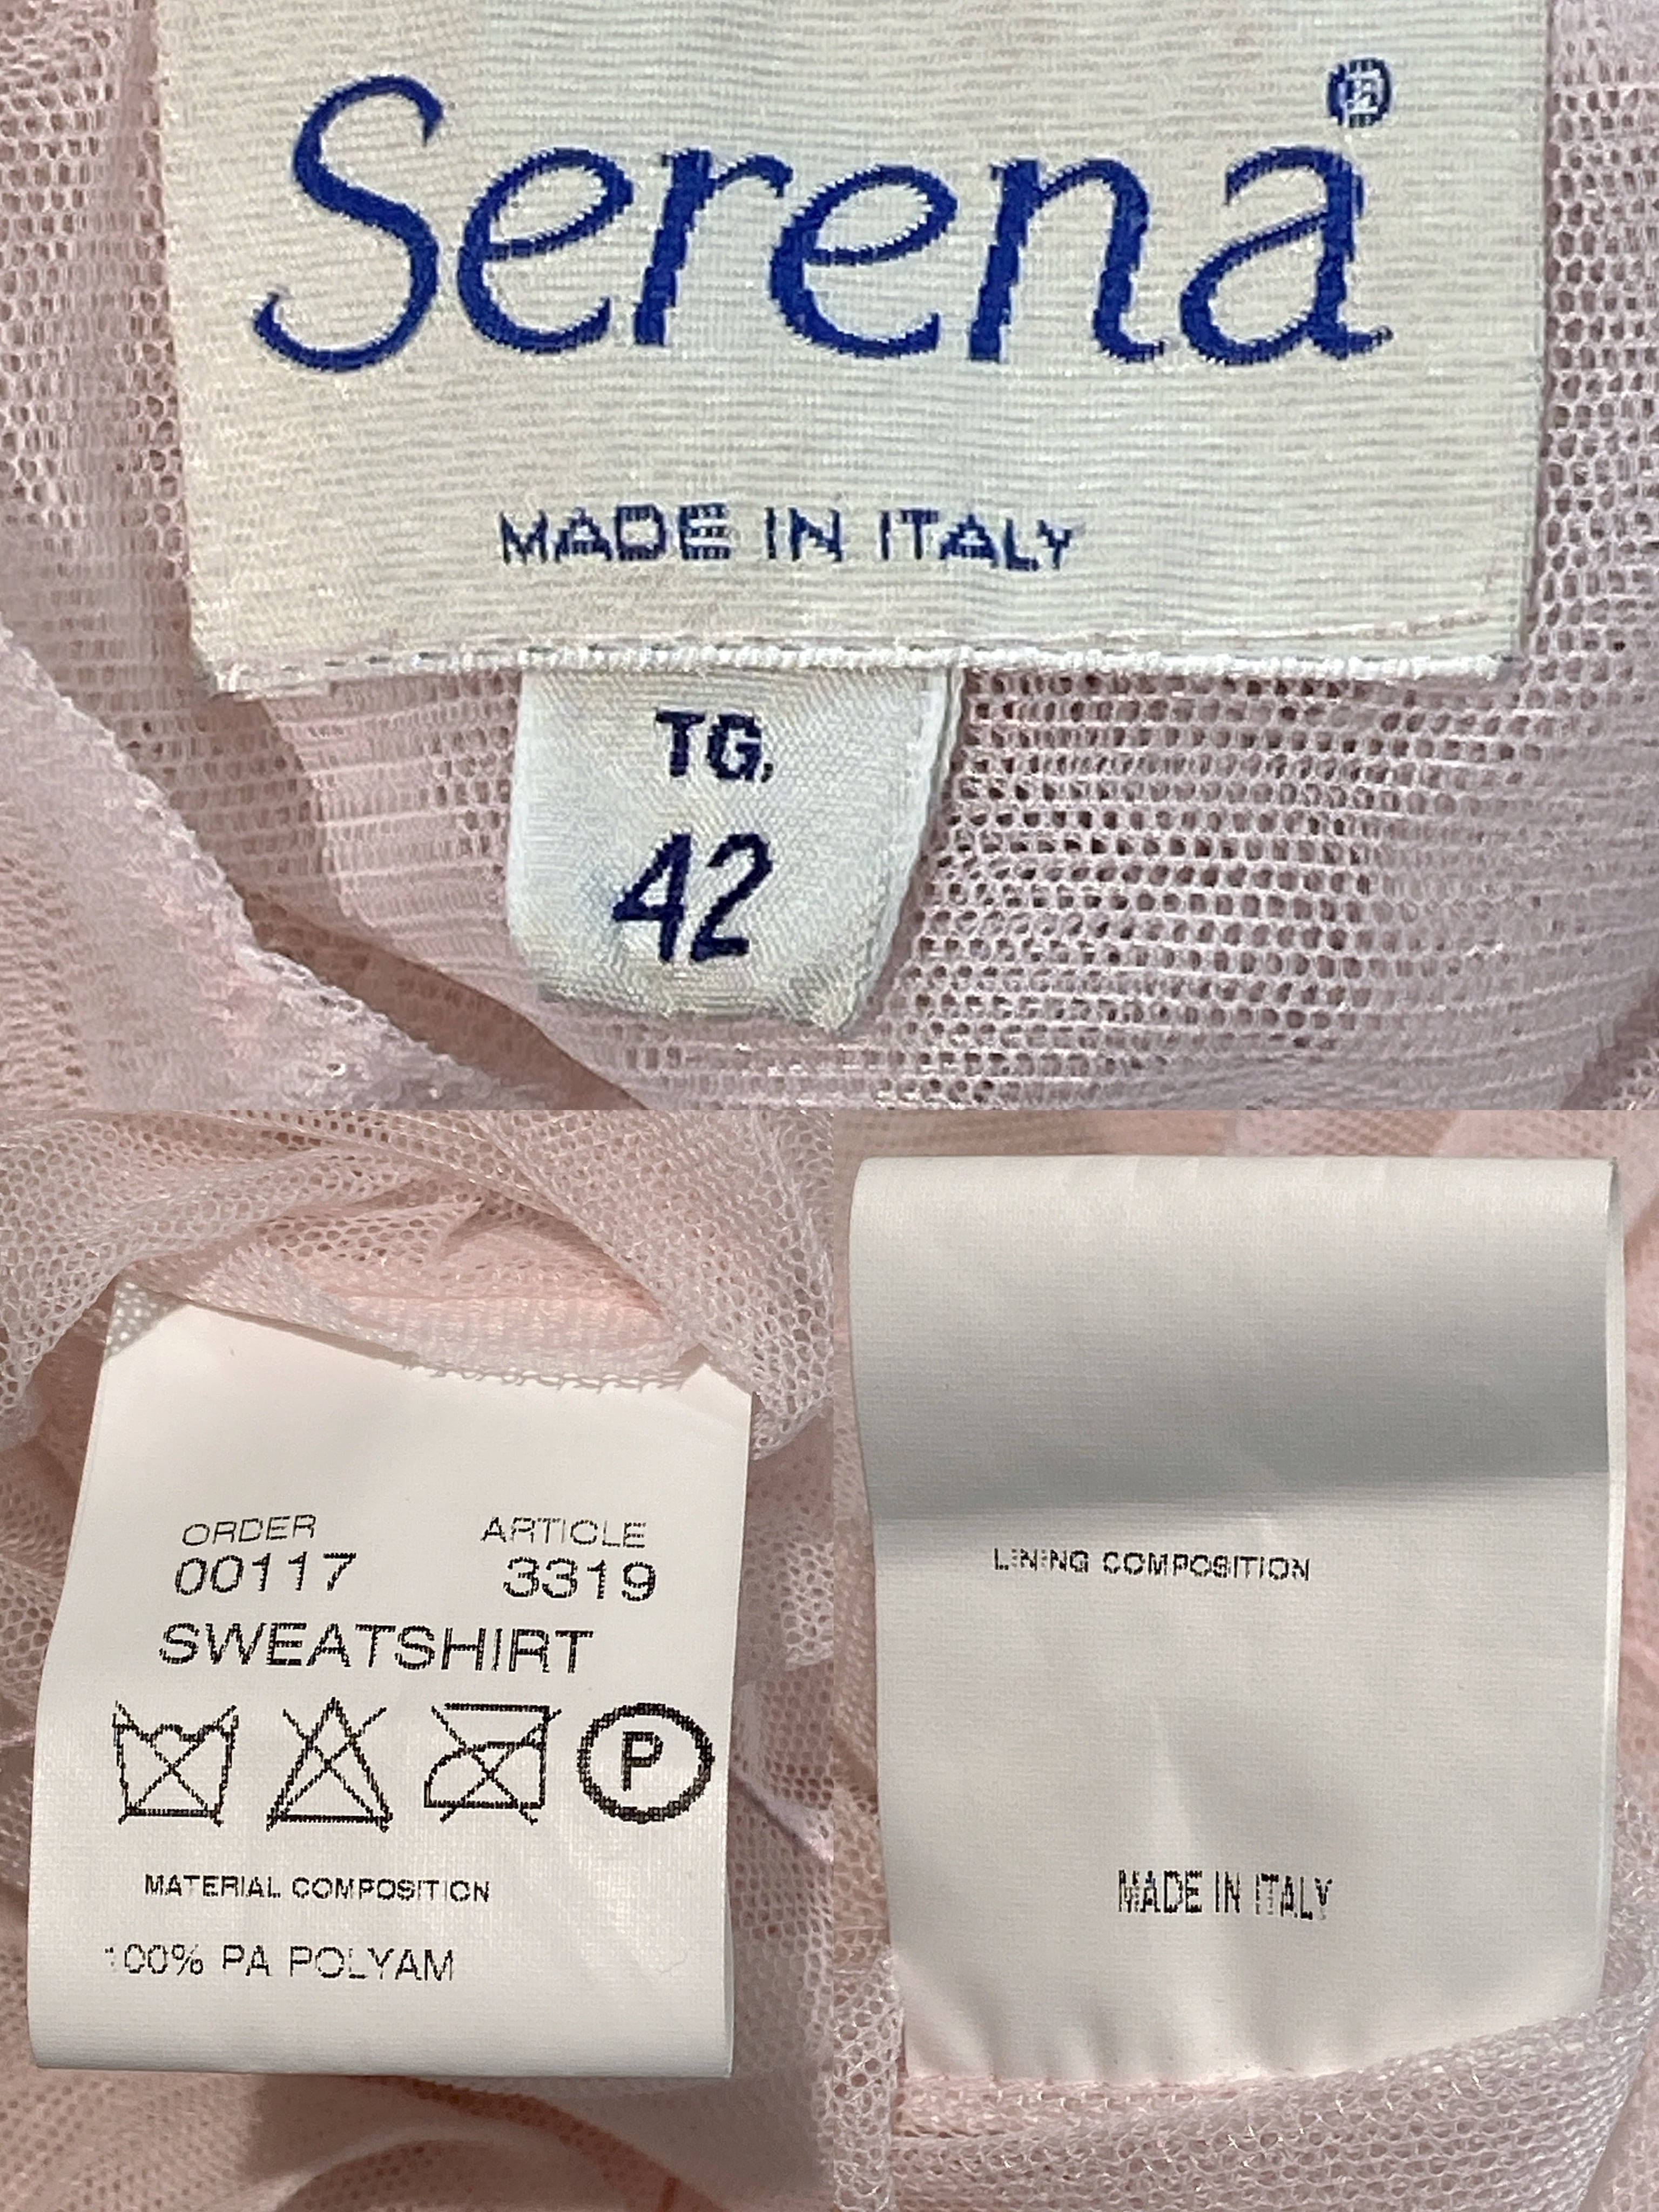 Serena®
MADE IN ITALY
TG.
42
ORDER ARTICLE
00117 3319
SWEATSHIRT
P
MATERIAL COMPOSITION
100% PA POLYAM
LINING COMPOSITION
MADE IN ITALY